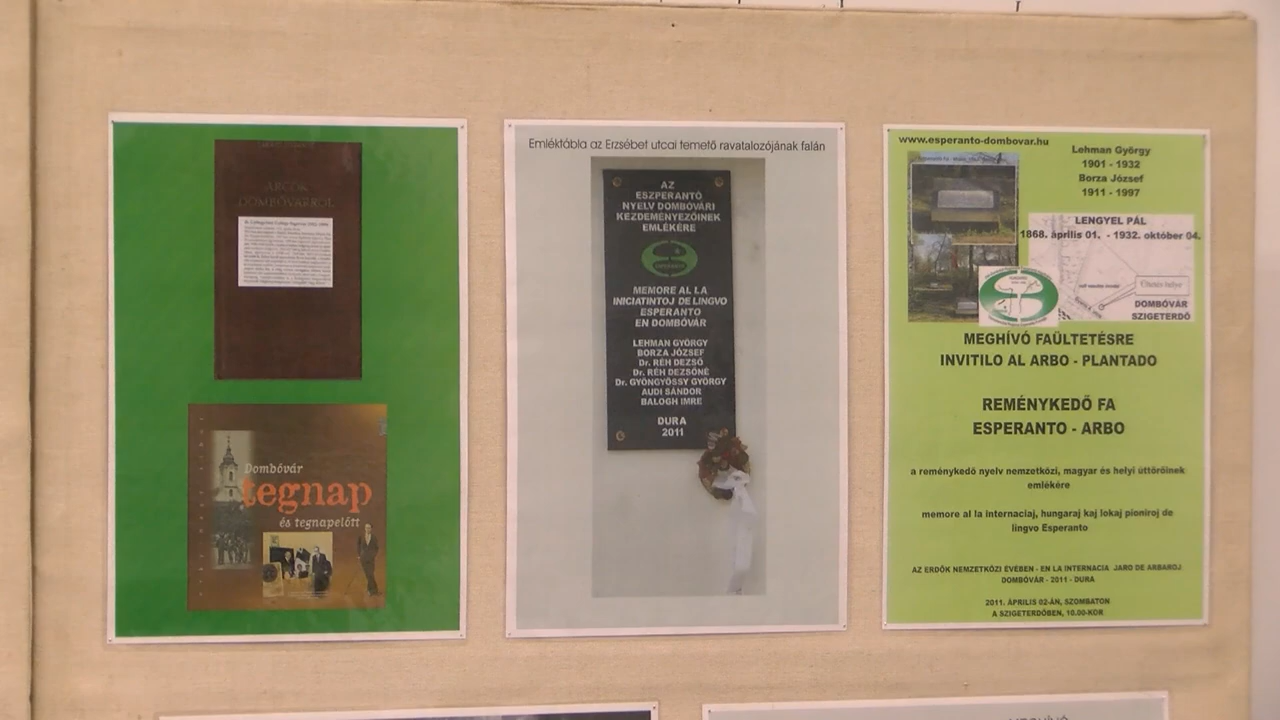 ARCOK
DOMBÓVÁRRÓL
Dombóvár
tegnap
és tegnapelőtt
Emléktábla az Erzsébet utcai temető ravatalozójának falán
AZ
ESZPERANTÓ
NYELV DOMBÓVÁRI
KEZDEMÉNYEZŐINEK
EMLÉKÉRE
MEMORE AL LA
INICIATINTOJ DE LINGVO
ESPERANTO
EN DOMBÓVÁR
LEHMAN GYÖRGY
BORZA JÓZSEF
Dr. RÉH DEZSŐ
Dr. RÉH DEZSŐNÉ
Dr. GYÖNGYÖSSY GYÖRGY
AUDI SÁNDOR
BALOGH IMRE
DURA
2011
www.esperanto-dombovar.hu
Lehman György
1901 - 1932
Borza József
1911 - 1997
LENGYEL PÁL
1868. április 01. - 1932. október 04.
Ültetés helye
DOMBÓVÁR
SZIGETERDŐ
MEGHÍVÓ FAÜLTETÉSRE
INVITILO AL ARBO - PLANTADO
REMÉNYKEDŐ FA
ESPERANTO - ARBO
a reménykedő nyelv nemzetközi, magyar és helyi úttörőinek
emlékére
memore al la internaciaj, hungaraj kaj lokaj pioniroj de
lingvo Esperanto
AZ ERDŐK NEMZETKÖZI ÉVÉBEN - EN LA INTERNACIA JARO DE ARBAROJ
DOMBÓVÁR - 2011 - DURA
2011. ÁPRILIS 02-ÁN, SZOMBATON
A SZIGETERDŐBEN, 10.00-KOR